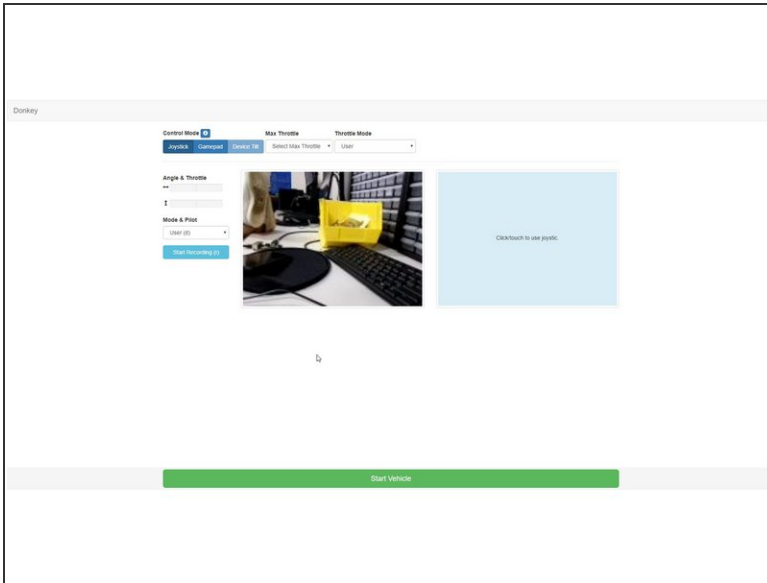 Donkey
Control Mode
Max Throttle
Throttle Mode
Joystick
Gamepad
Device Tilt
Select Max Throttle
User
Angle & Throttle
Mode & Pilot
User (d)
Start Recording (r)
Click/touch to use joystic
Start Vehicle